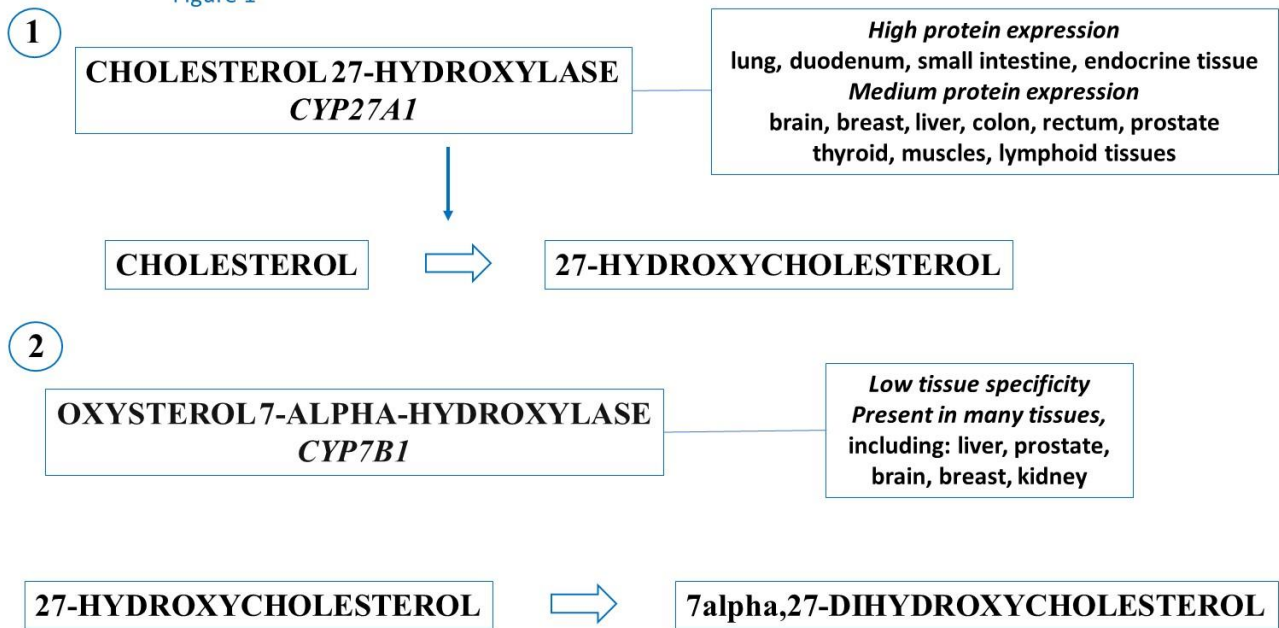 Figure 1
1
CHOLESTEROL 27-HYDROXYLASE
CYP27A1
High protein expression
lung, duodenum, small intestine, endocrine tissue
Medium protein expression
brain, breast, liver, colon, rectum, prostate
thyroid, muscles, lymphoid tissues
CHOLESTEROL
27-HYDROXYCHOLESTEROL
2
OXYSTEROL 7-ALPHA-HYDROXYLASE
CYP7B1
Low tissue specificity
Present in many tissues,
including: liver, prostate,
brain, breast, kidney
27-HYDROXYCHOLESTEROL
7alpha,27-DIHYDROXYCHOLESTEROL